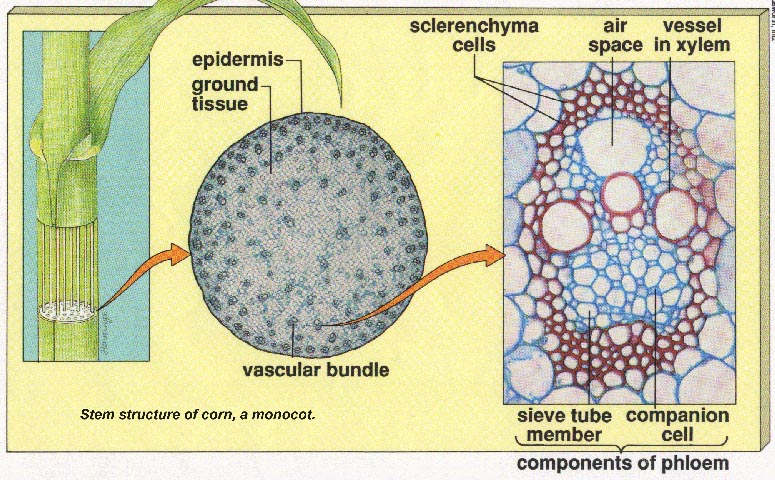 sclerenchyma
cells
air
space
vessel
in xylem
epidermis
ground
tissue
vascular bundle
Stem structure of corn, a monocot.
sieve tube
member
companion
cell
components of phloem